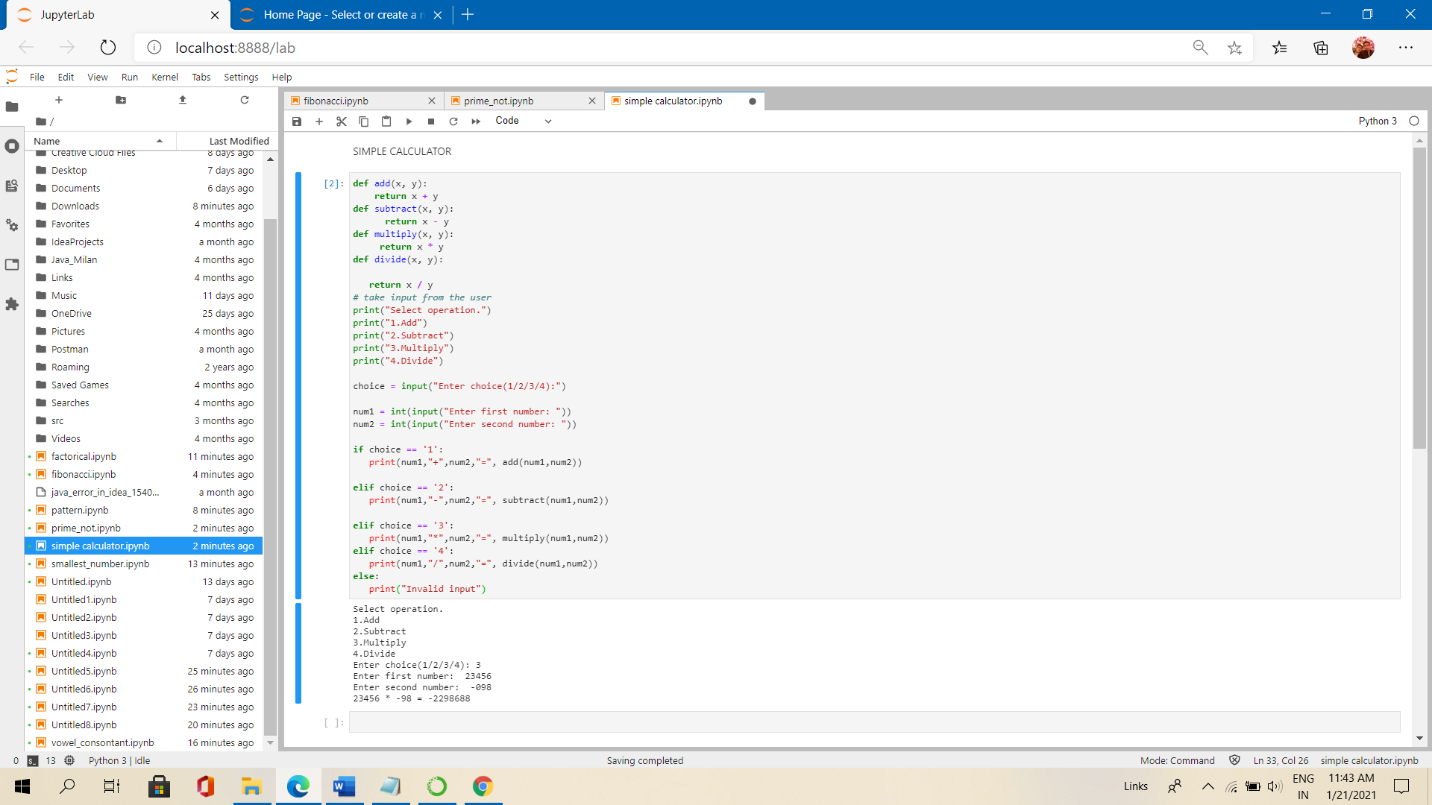 JupyterLab
Home Page - Select or create a n
localhost:8888/lab
File Edit View Run Kernel Tabs Settings Help
fibonacci.ipynb
prime_not.ipynb
simple calculator.ipynb
/
Code
Python 3
Name Last Modified
Creative Cloud Files 8 days ago
Desktop 7 days ago
Documents 6 days ago
Downloads 8 minutes ago
Favorites 4 months ago
IdeaProjects a month ago
Java_Milan 4 months ago
Links 4 months ago
Music 11 days ago
OneDrive 25 days ago
Pictures 4 months ago
Postman a month ago
Roaming 2 years ago
Saved Games 4 months ago
Searches 4 months ago
src 3 months ago
Videos 4 months ago
factorical.ipynb 11 minutes ago
fibonacci.ipynb 4 minutes ago
java_error_in_idea_1540... a month ago
pattern.ipynb 8 minutes ago
prime_not.ipynb 2 minutes ago
simple calculator.ipynb 2 minutes ago
smallest_number.ipynb 13 minutes ago
Untitled.ipynb 13 days ago
Untitled1.ipynb 7 days ago
Untitled2.ipynb 7 days ago
Untitled3.ipynb 7 days ago
Untitled4.ipynb 7 days ago
Untitled5.ipynb 25 minutes ago
Untitled6.ipynb 26 minutes ago
Untitled7.ipynb 23 minutes ago
Untitled8.ipynb 20 minutes ago
vowel_consontant.ipynb 16 minutes ago
SIMPLE CALCULATOR
[2]: def add(x, y):
return x + y
def subtract(x, y):
return x - y
def multiply(x, y):
return x * y
def divide(x, y):
return x / y
# take input from the user
print("Select operation.")
print("1.Add")
print("2.Subtract")
print("3.Multiply")
print("4.Divide")
choice = input("Enter choice(1/2/3/4):")
num1 = int(input("Enter first number: "))
num2 = int(input("Enter second number: "))
if choice == '1':
print(num1,"+",num2,"=", add(num1,num2))
elif choice == '2':
print(num1,"-",num2,"=", subtract(num1,num2))
elif choice == '3':
print(num1,"*",num2,"=", multiply(num1,num2))
elif choice == '4':
print(num1,"/",num2,"=", divide(num1,num2))
else:
print("Invalid input")
Select operation.
1.Add
2.Subtract
3.Multiply
4.Divide
Enter choice(1/2/3/4): 3
Enter first number:  23456
Enter second number:  -098
23456 * -98 = -2298688
[ ]:
0 13 Python 3 | Idle Saving completed Mode: Command Ln 33, Col 26 simple calculator.ipynb
Links
ENG
IN
11:43 AM
1/21/2021